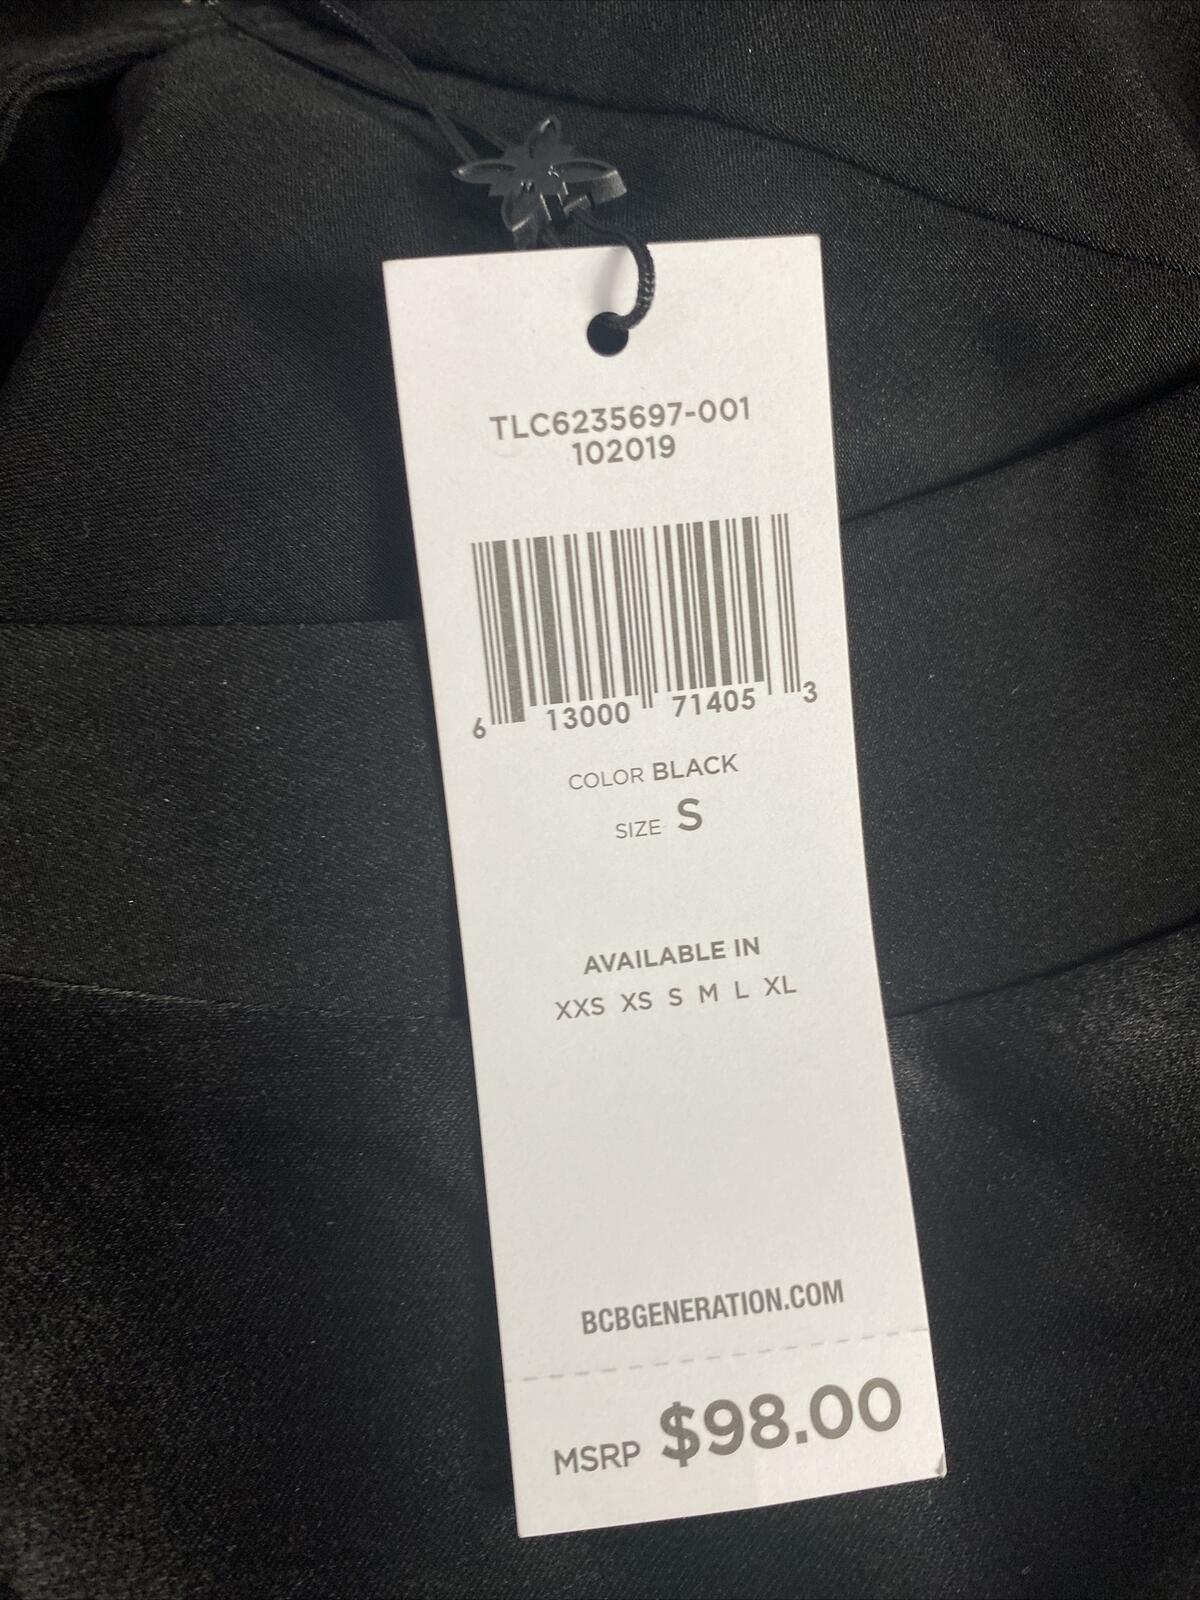 TLC6235697-001
102019
6 13000 71405 3
COLOR BLACK
SIZE S
AVAILABLE IN
XXS XS S M L XL
BCBGENERATION.COM
MSRP $98.00